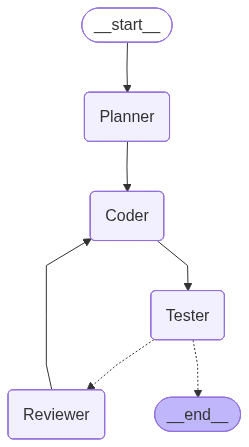 __start__
Planner
Coder
Tester
Reviewer
__end__